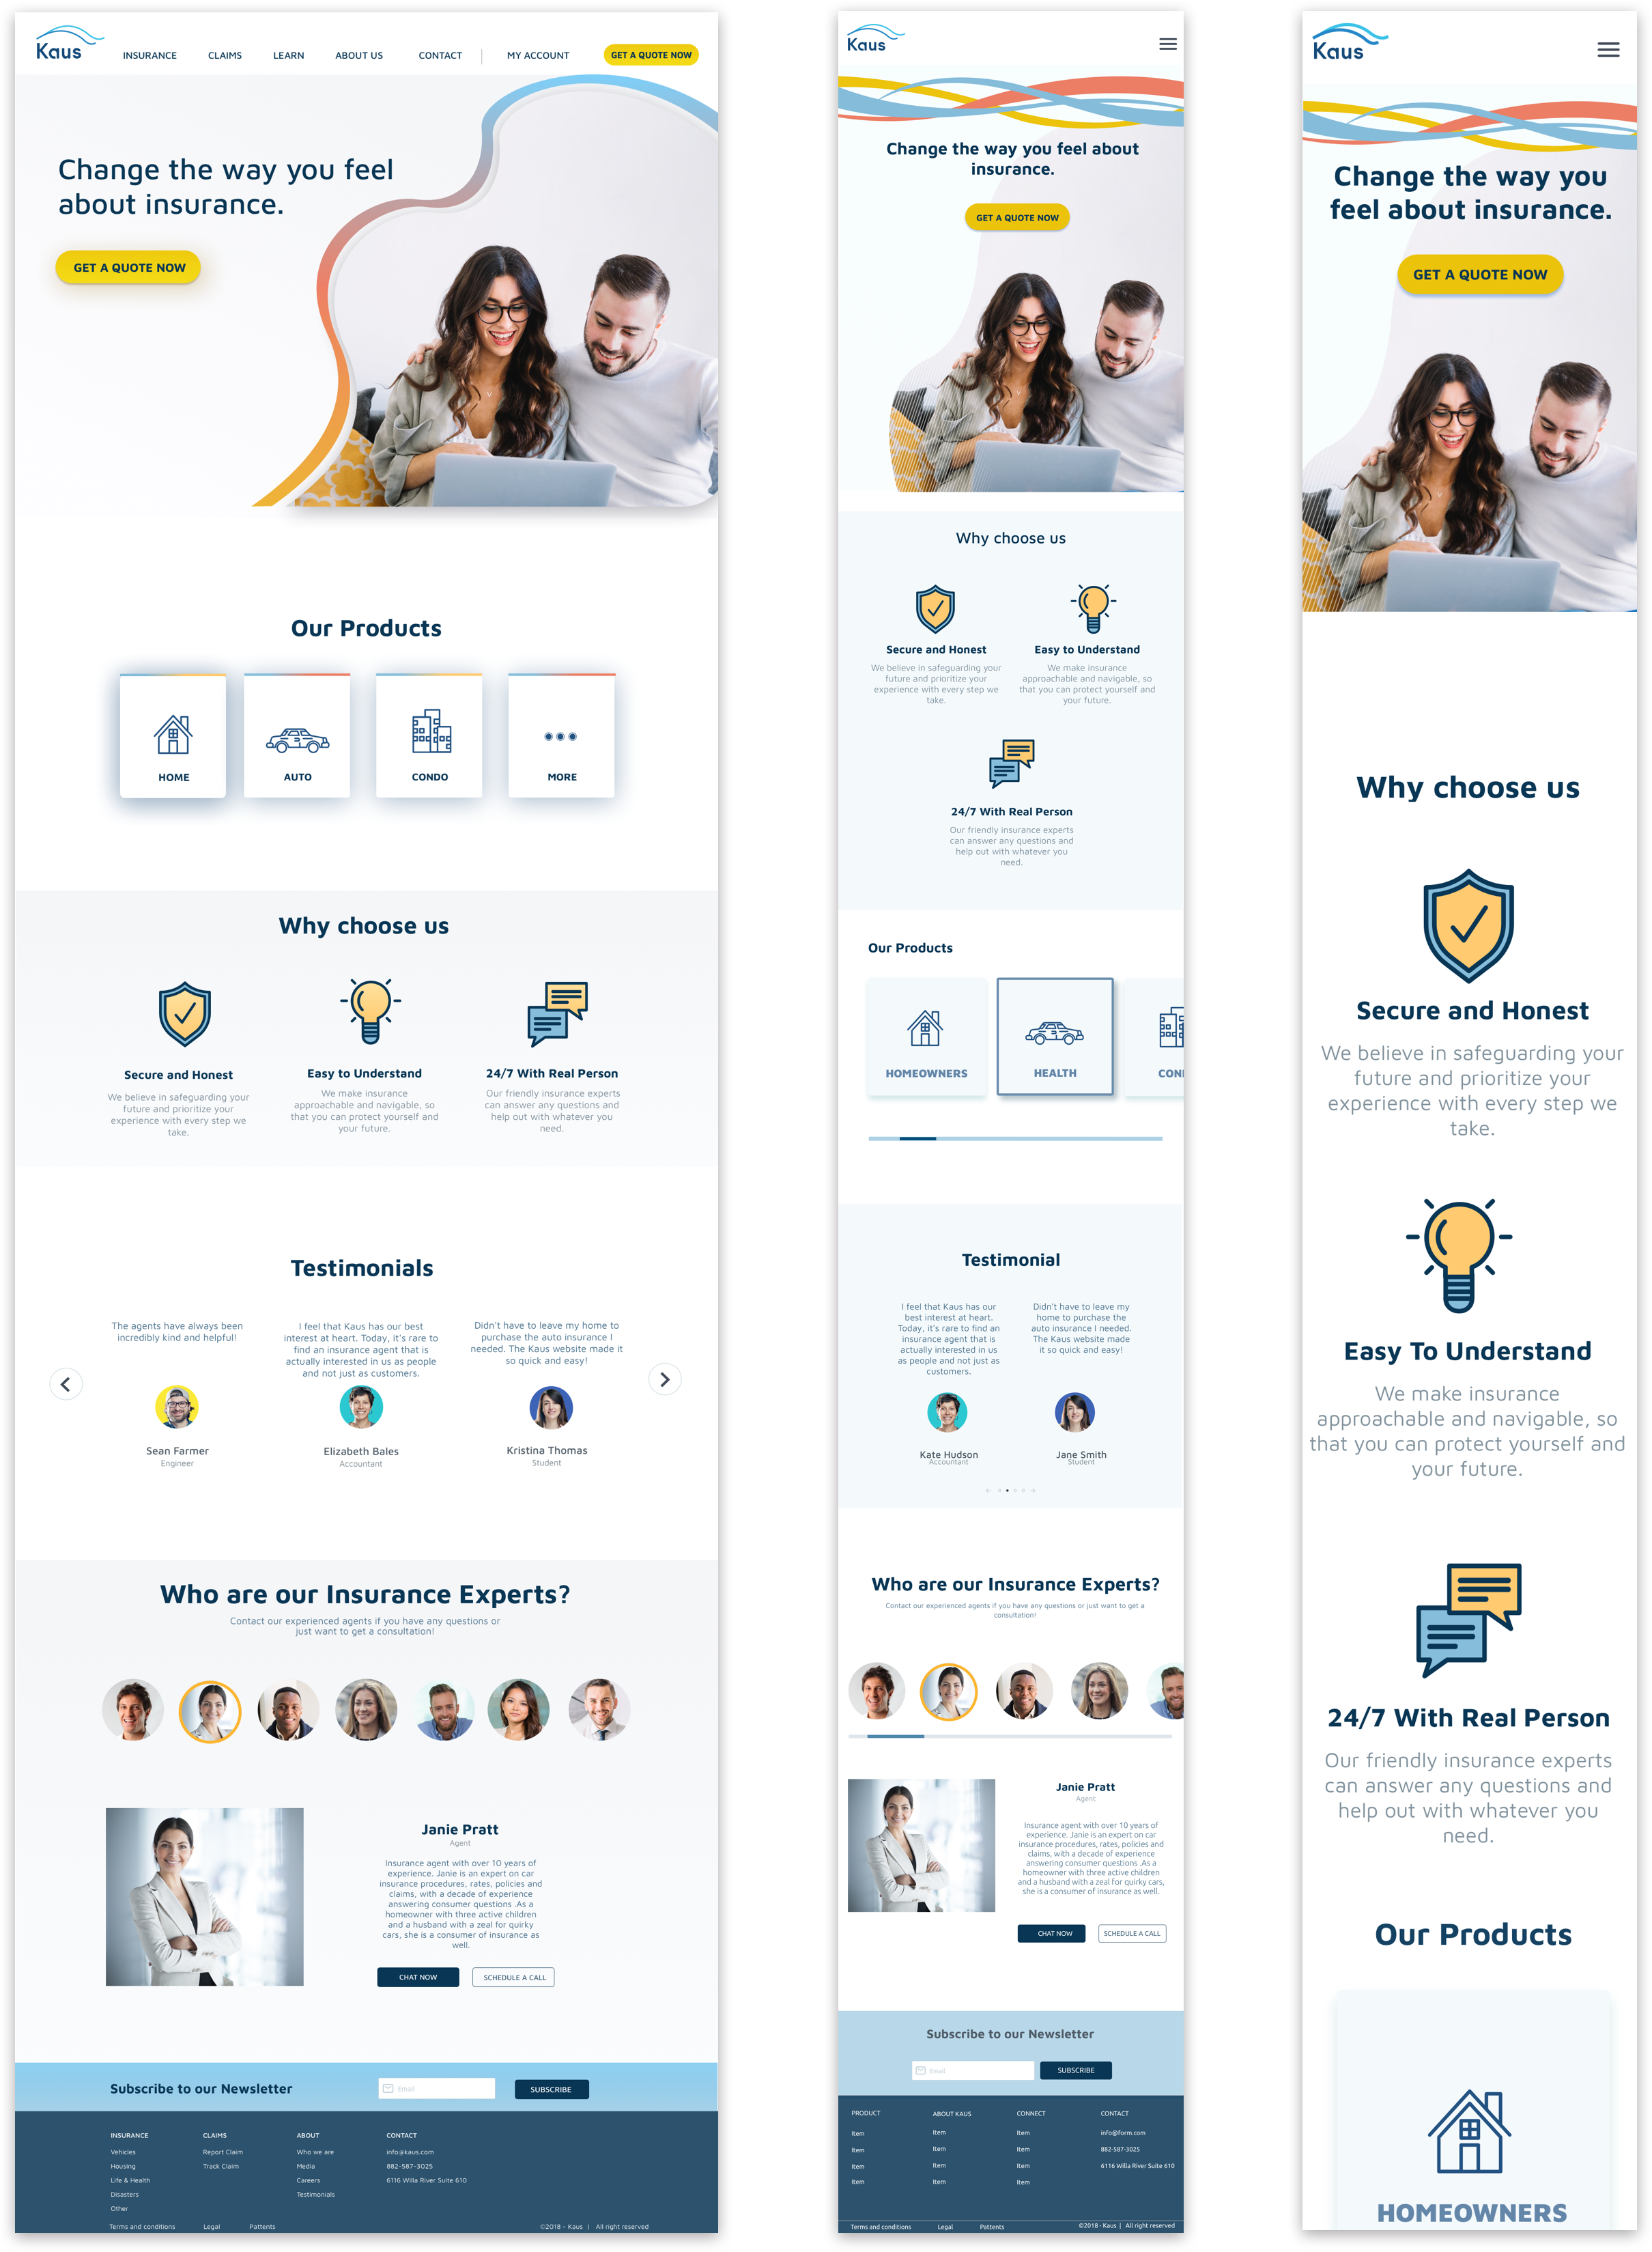 Kaus
INSURANCE CLAIMS LEARN ABOUT US CONTACT MY ACCOUNT GET A QUOTE NOW
Change the way you feel
about insurance.
GET A QUOTE NOW
Our Products
HOME AUTO CONDO MORE
Why choose us
Secure and Honest
We believe in safeguarding your
future and prioritize your
experience with every step we
take.
Easy to Understand
We make insurance
approachable and navigable, so
that you can protect yourself and
your future.
24/7 With Real Person
Our friendly insurance experts
can answer any questions and
help out with whatever you
need.
Testimonials
The agents have always been
incredibly kind and helpful!
Sean Farmer
Engineer
I feel that Kaus has our best
interest at heart. Today, it's rare to
find an insurance agent that is
actually interested in us as people
and not just as customers.
Elizabeth Bales
Accountant
Didn't have to leave my home to
purchase the auto insurance I
needed. The Kaus website made it
so quick and easy!
Kristina Thomas
Student
Who are our Insurance Experts?
Contact our experienced agents if you have any questions or
just want to get a consultation!
Janie Pratt
Agent
Insurance agent with over 10 years of
experience. Janie is an expert on car
insurance procedures, rates, policies and
claims, with a decade of experience
answering consumer questions .As a
homeowner with three active children
and a husband with a zeal for quirky
cars, she is a consumer of insurance as
well.
CHAT NOW SCHEDULE A CALL
Subscribe to our Newsletter Email SUBSCRIBE
INSURANCE CLAIMS ABOUT CONTACT
Vehicles Report Claim Who we are info@kaus.com
Housing Track Claim Media 882-587-3025
Life & Health Careers 6116 Willa River Suite 610
Disasters Testimonials
Other
Terms and conditions Legal Pattents ©2018 - Kaus | All right reserved
Kaus
Change the way you feel about
insurance.
GET A QUOTE NOW
Why choose us
Secure and Honest
We believe in safeguarding your
future and prioritize your
experience with every step we
take.
Easy to Understand
We make insurance
approachable and navigable, so
that you can protect yourself and
your future.
24/7 With Real Person
Our friendly insurance experts
can answer any questions and
help out with whatever you
need.
Our Products
HOMEOWNERS HEALTH CON
Testimonial
I feel that Kaus has our
best interest at heart.
Today, it's rare to find an
insurance agent that is
actually interested in us
as people and not just as
customers.
Kate Hudson
Accountant
Didn't have to leave my
home to purchase the
auto insurance I needed.
The Kaus website made
it so quick and easy!
Jane Smith
Student
Who are our Insurance Experts?
Contact our experienced agents if you have any questions or just want to get a
consultation!
Janie Pratt
Agent
Insurance agent with over 10 years of
experience. Janie is an expert on car
insurance procedures, rates, policies and
claims, with a decade of experience
answering consumer questions .As a
homeowner with three active children
and a husband with a zeal for quirky cars,
she is a consumer of insurance as well.
CHAT NOW SCHEDULE A CALL
Subscribe to our Newsletter
Email SUBSCRIBE
PRODUCT ABOUT KAUS CONNECT CONTACT
Item Item Item info@form.com
Item Item Item 882-587-3025
Item Item Item 6116 Willa River Suite 610
Item Item Item
Terms and conditions Legal Pattents ©2018 - Kaus | All right reserved
Kaus
Change the way you
feel about insurance.
GET A QUOTE NOW
Why choose us
Secure and Honest
We believe in safeguarding your
future and prioritize your
experience with every step we
take.
Easy To Understand
We make insurance
approachable and navigable, so
that you can protect yourself and
your future.
24/7 With Real Person
Our friendly insurance experts
can answer any questions and
help out with whatever you
need.
Our Products
HOMEOWNERS